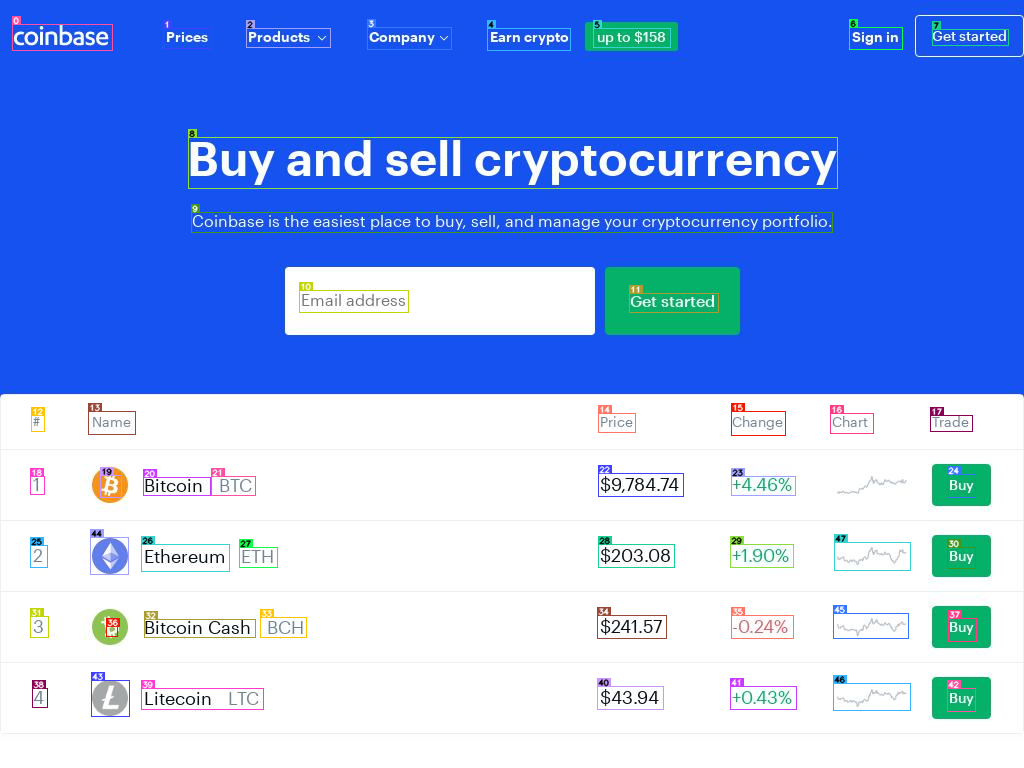 coinbase Prices Products Company Earn crypto up to $158 Sign in Get started
Buy and sell cryptocurrency
Coinbase is the easiest place to buy, sell, and manage your cryptocurrency portfolio.
Email address Get started
# Name Price Change Chart Trade
1 Bitcoin BTC $9,784.74 +4.46% Buy
2 Ethereum ETH $203.08 +1.90% Buy
3 Bitcoin Cash BCH $241.57 -0.24% Buy
4 Litecoin LTC $43.94 +0.43% Buy